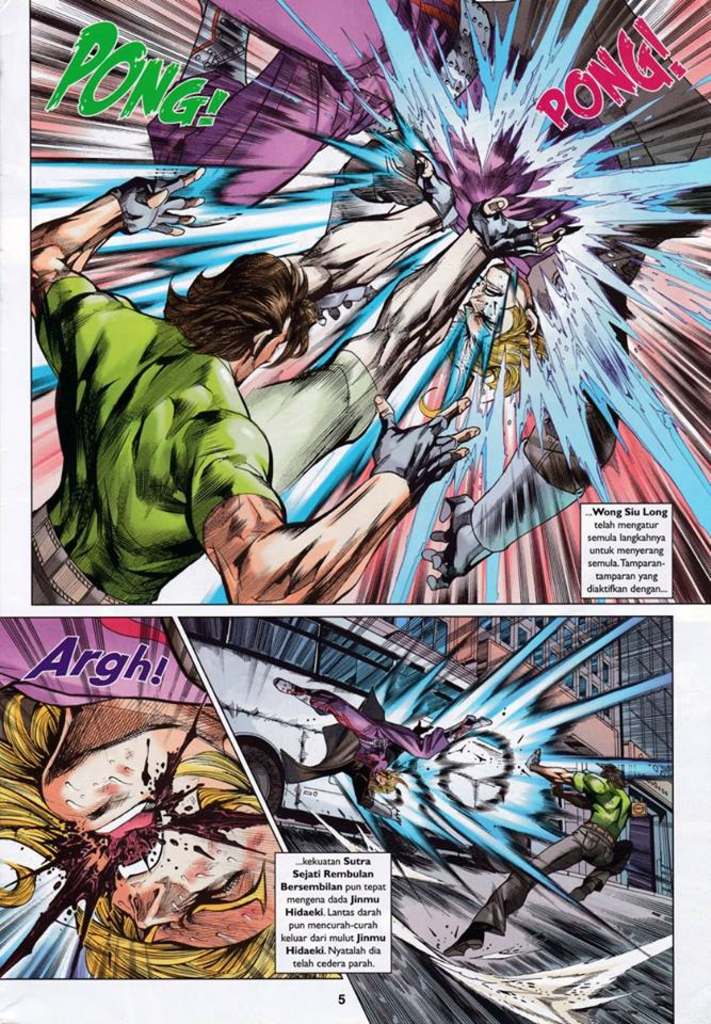 PONG!
PONG!
...Wong Siu Long
telah mengatur
semula langkahnya
untuk menyerang
semula. Tamparan-
tamparan yang
diaktifkan dengan...
Argh!
...kekuatan Sutra
Sejati Rembulan
Bersembilan pun tepat
mengena dada Jinmu
Hidaeki. Lantas darah
pun mencurah-curah
keluar dari mulut Jinmu
Hidaeki. Nyatalah dia
telah cedera parah.
5